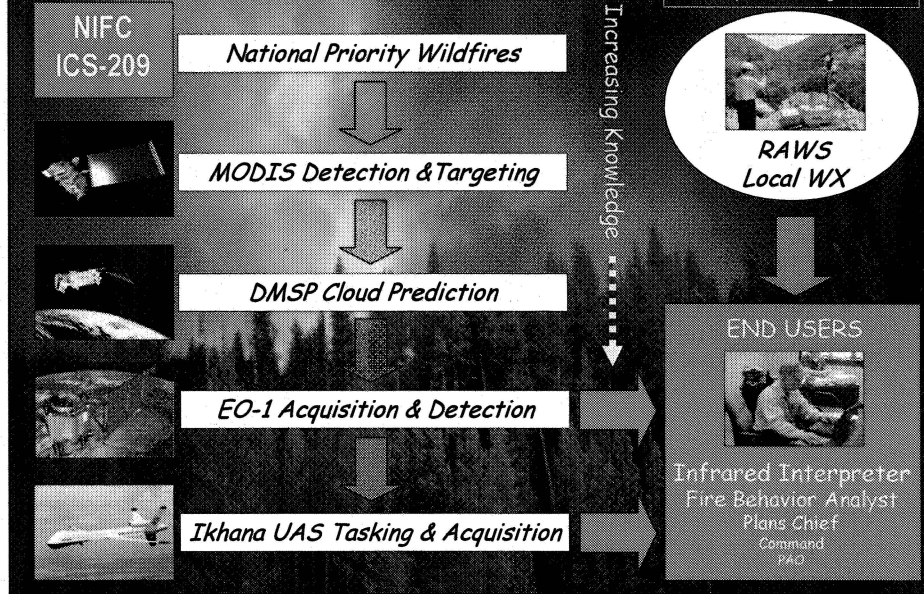 NIFC
ICS-209
National Priority Wildfires
MODIS Detection &Targeting
DMSP Cloud Prediction
EO-1 Acquisition & Detection
Ikhana UAS Tasking & Acquisition
Increasing Knowledge
RAWS
Local WX
END USERS
Infrared Interpreter
Fire Behavior Analyst
Plans Chief
Command
PAO